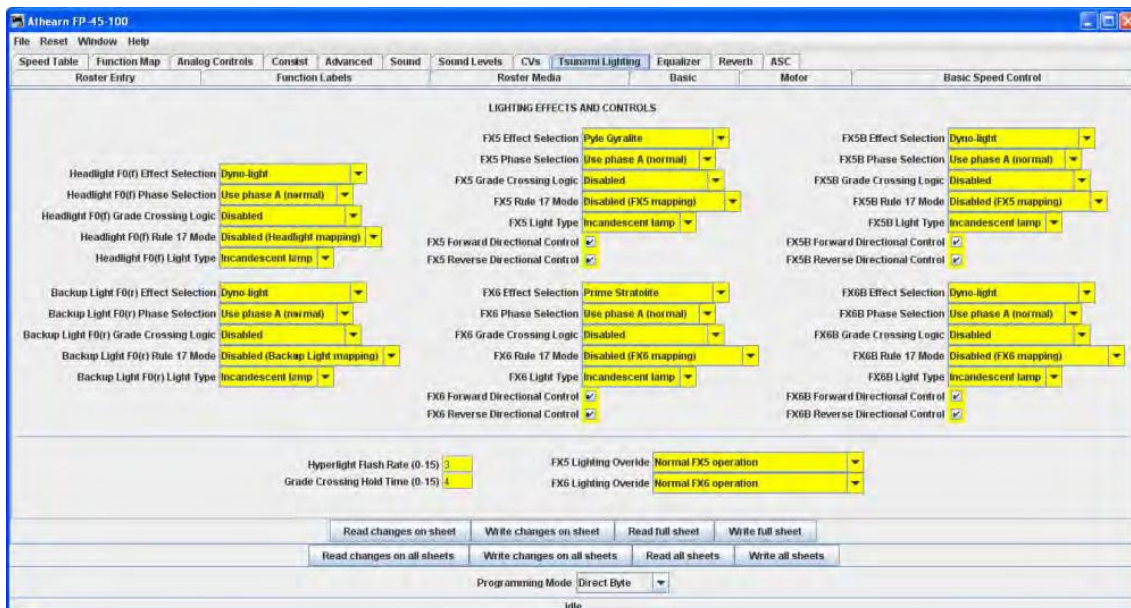 Athearn FP-45-100
File Reset Window Help
Speed Table Function Map Analog Controls Consist Advanced Sound Sound Levels CVs Tsunami Lighting Equalizer Reverb ASC
Roster Entry Function Labels Roster Media Basic Motor Basic Speed Control
LIGHTING EFFECTS AND CONTROLS
Headlight F0(f) Effect Selection Dyno-light
Headlight F0(f) Phase Selection Use phase A (normal)
Headlight F0(f) Grade Crossing Logic Disabled
Headlight F0(f) Rule 17 Mode Disabled (Headlight mapping)
Headlight F0(f) Light Type Incandescent lamp
FX5 Effect Selection Pyle Gyralite
FX5 Phase Selection Use phase A (normal)
FX5 Grade Crossing Logic Disabled
FX5 Rule 17 Mode Disabled (FX5 mapping)
FX5 Light Type Incandescent lamp
FX5 Forward Directional Control
FX5 Reverse Directional Control
FX5B Effect Selection Dyno-light
FX5B Phase Selection Use phase A (normal)
FX5B Grade Crossing Logic Disabled
FX5B Rule 17 Mode Disabled (FX5 mapping)
FX5B Light Type Incandescent lamp
FX5B Forward Directional Control
FX5B Reverse Directional Control
Backup Light F0(r) Effect Selection Dyno-light
Backup Light F0(r) Phase Selection Use phase A (normal)
Backup Light F0(r) Grade Crossing Logic Disabled
Backup Light F0(r) Rule 17 Mode Disabled (Backup Light mapping)
Backup Light F0(r) Light Type Incandescent lamp
FX6 Effect Selection Prime Stratolite
FX6 Phase Selection Use phase A (normal)
FX6 Grade Crossing Logic Disabled
FX6 Rule 17 Mode Disabled (FX6 mapping)
FX6 Light Type Incandescent lamp
FX6 Forward Directional Control
FX6 Reverse Directional Control
FX6B Effect Selection Dyno-light
FX6B Phase Selection Use phase A (normal)
FX6B Grade Crossing Logic Disabled
FX6B Rule 17 Mode Disabled (FX6 mapping)
FX6B Light Type Incandescent lamp
FX6B Forward Directional Control
FX6B Reverse Directional Control
Hyperlight Flash Rate (0-15) 3
Grade Crossing Hold Time (0-15) 4
FX5 Lighting Overide Normal FX5 operation
FX6 Lighting Overide Normal FX6 operation
Read changes on sheet Write changes on sheet Read full sheet Write full sheet
Read changes on all sheets Write changes on all sheets Read all sheets Write all sheets
Programming Mode Direct Byte
idle